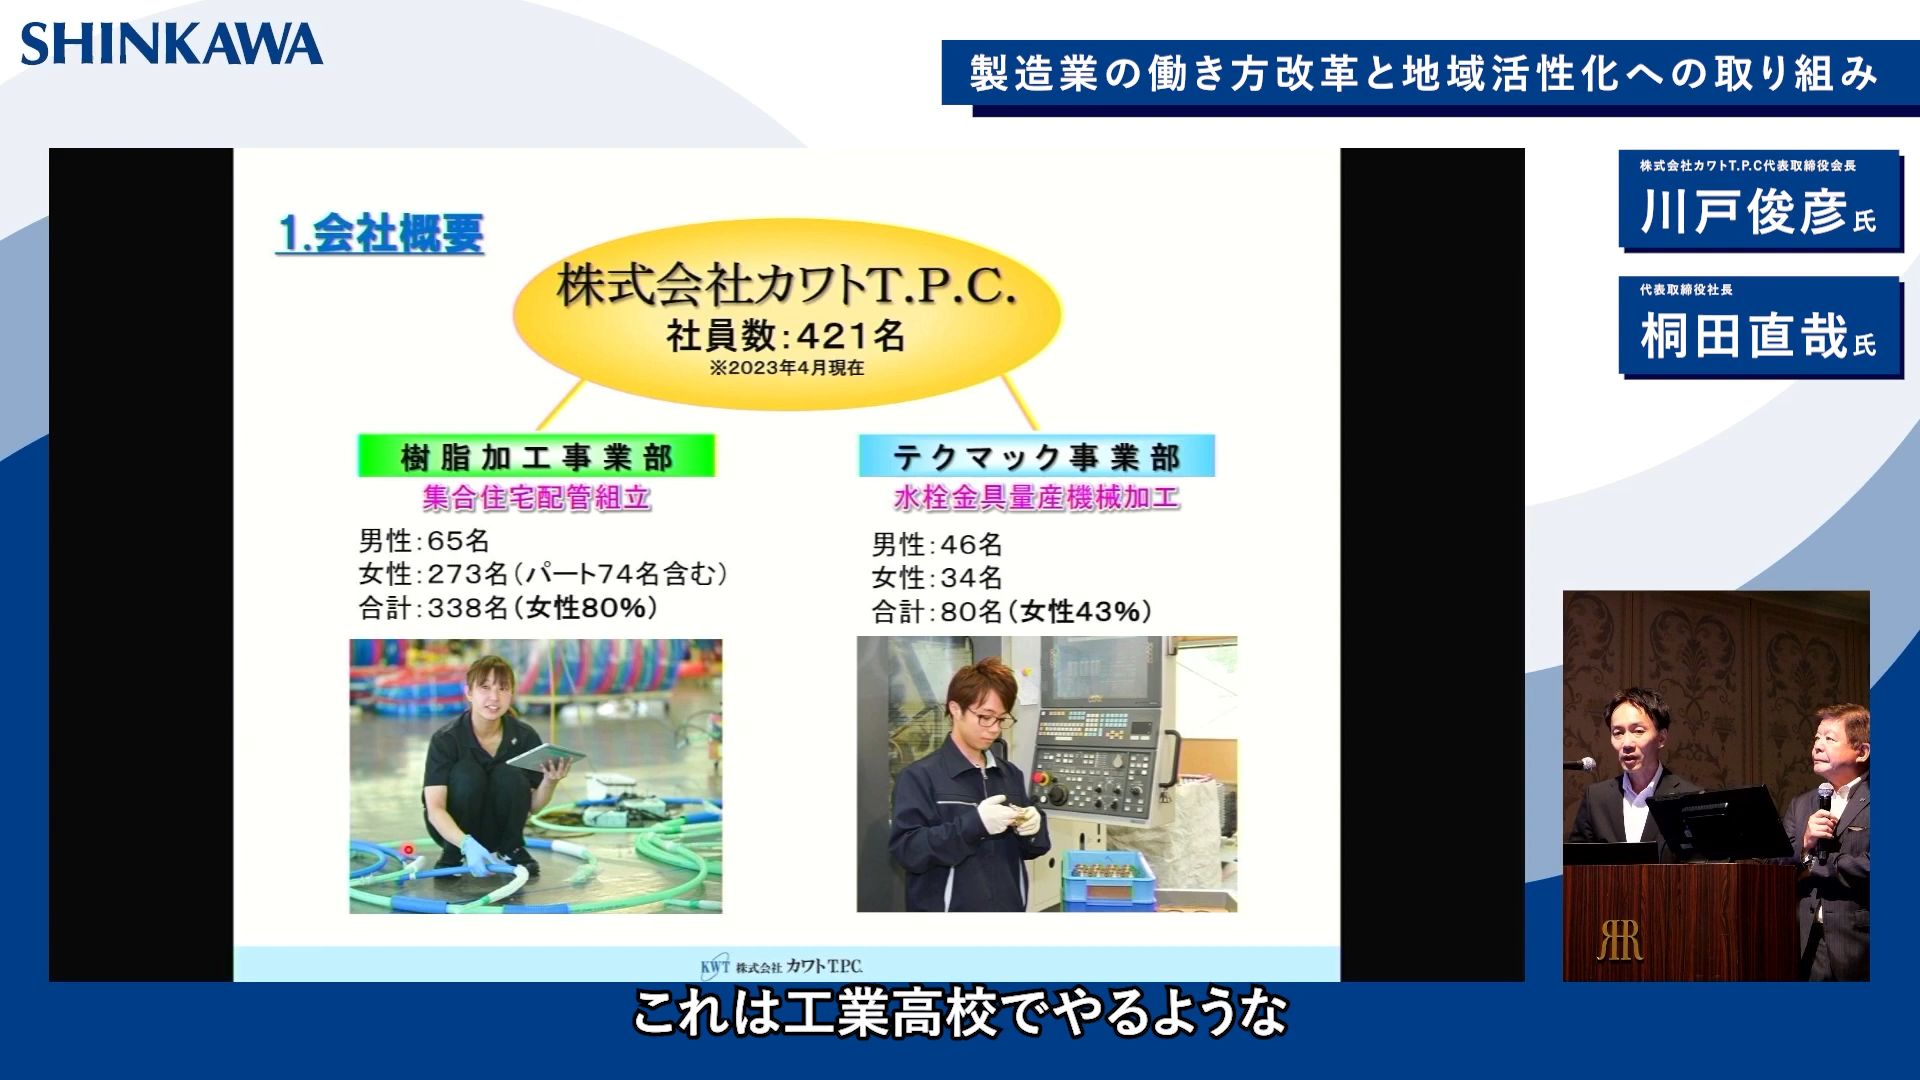 SHINKAWA
製造業の働き方改革と地域活性化への取り組み
株式会社カワトT.P.C代表取締役会長
川戸俊彦氏
代表取締役社長
桐田直哉氏
1.会社概要
株式会社カワトT.P.C.
社員数：421名
※2023年4月現在
樹脂加工事業部
集合住宅配管組立
男性：65名
女性：273名（パート74名含む）
合計：338名（女性80%）
テクマック事業部
水栓金具量産機械加工
男性：46名
女性：34名
合計：80名（女性43%）
KWT 株式会社 カワトT.P.C.
これは工業高校でやるような